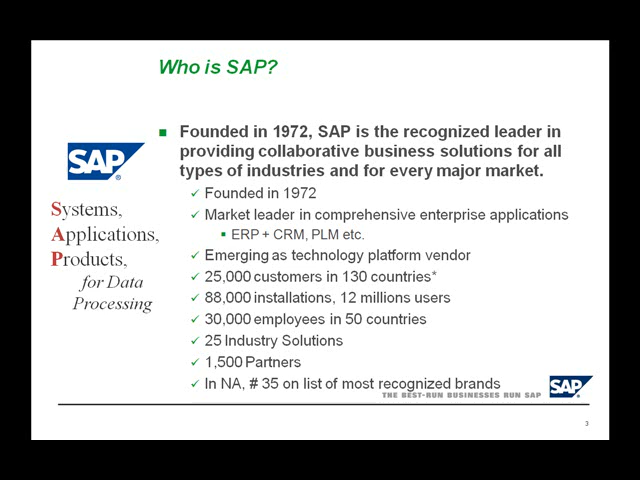 Who is SAP?
Founded in 1972, SAP is the recognized leader in
providing collaborative business solutions for all
types of industries and for every major market.
SAP®
Systems,
Applications,
Products,
for Data
Processing
Founded in 1972
Market leader in comprehensive enterprise applications
ERP + CRM, PLM etc.
Emerging as technology platform vendor
25,000 customers in 130 countries*
88,000 installations, 12 millions users
30,000 employees in 50 countries
25 Industry Solutions
1,500 Partners
In NA, # 35 on list of most recognized brands
THE BEST-RUN BUSINESSES RUN SAP
SAP®
3